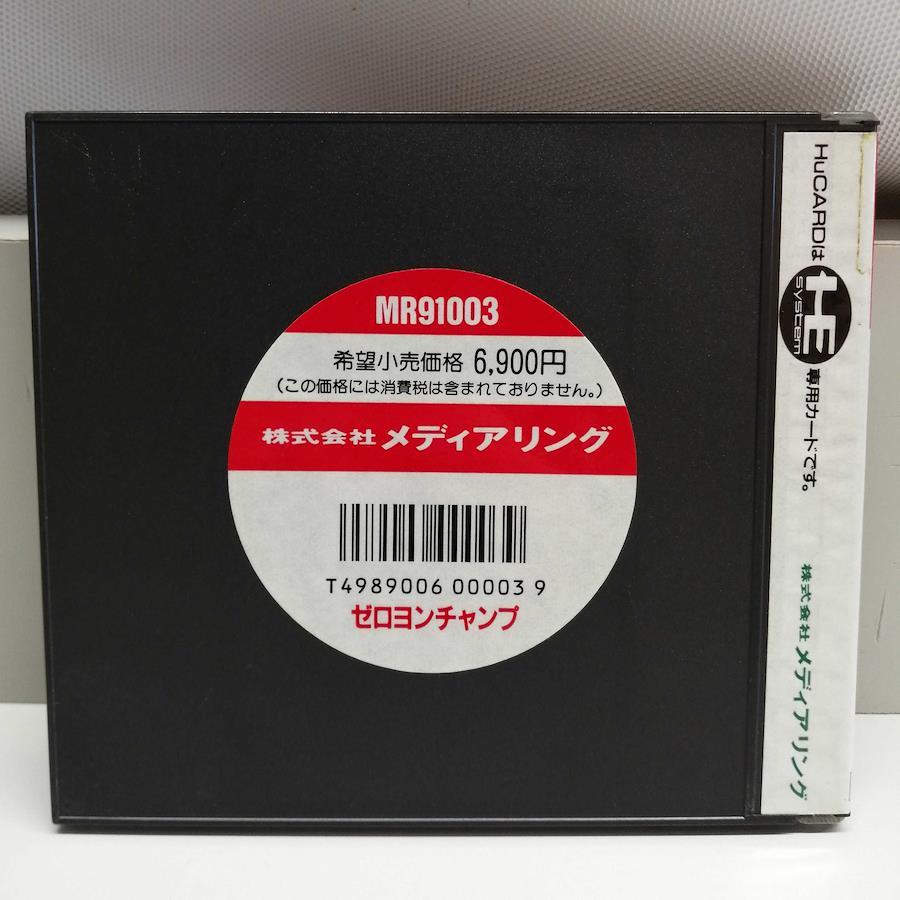 MR91003
希望小売価格 6,900円
(この価格には消費税は含まれておりません。)
株式会社 メディアリング
T4989006 000039
ゼロヨンチャンプ
HuCARDは HE SYSTEM 専用カードです。
株式会社 メディアリング